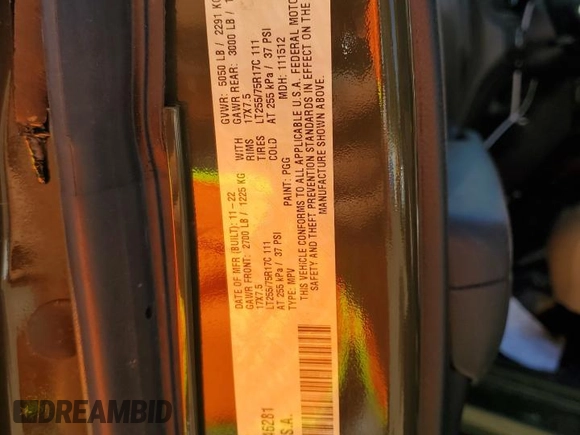 DATE OF MFR (BUILT): 11-22 GVWR: 5050 LB / 2291 KG
GAWR FRONT: 2700 LB / 1225 KG WITH GAWR REAR: 3000 LB /
17X7.5 RIMS 17X7.5
LT255/75R17C 111 TIRES LT255/75R17C 111
AT 255 kPa / 37 PSI COLD AT 255 kPa / 37 PSI
TYPE: MPV PAINT: PGG MDH: 111512
THIS VEHICLE CONFORMS TO ALL APPLICABLE U.S.A. FEDERAL MOTOR
SAFETY AND THEFT PREVENTION STANDARDS IN EFFECT ON THE
MANUFACTURE SHOWN ABOVE.
S.A.
DREAMBID